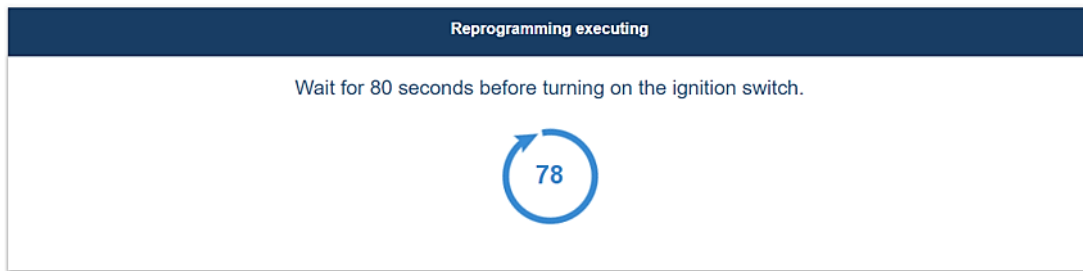 Reprogramming executing
Wait for 80 seconds before turning on the ignition switch.
78